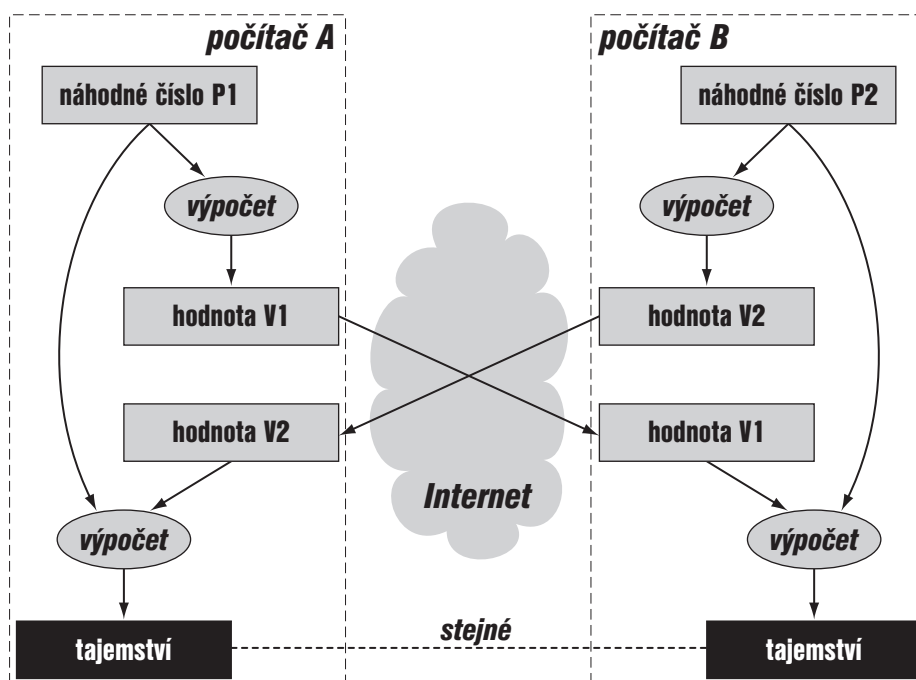 počítač A
náhodné číslo P1
výpočet
hodnota V1
hodnota V2
výpočet
tajemství
Internet
stejné
počítač B
náhodné číslo P2
výpočet
hodnota V2
hodnota V1
výpočet
tajemství